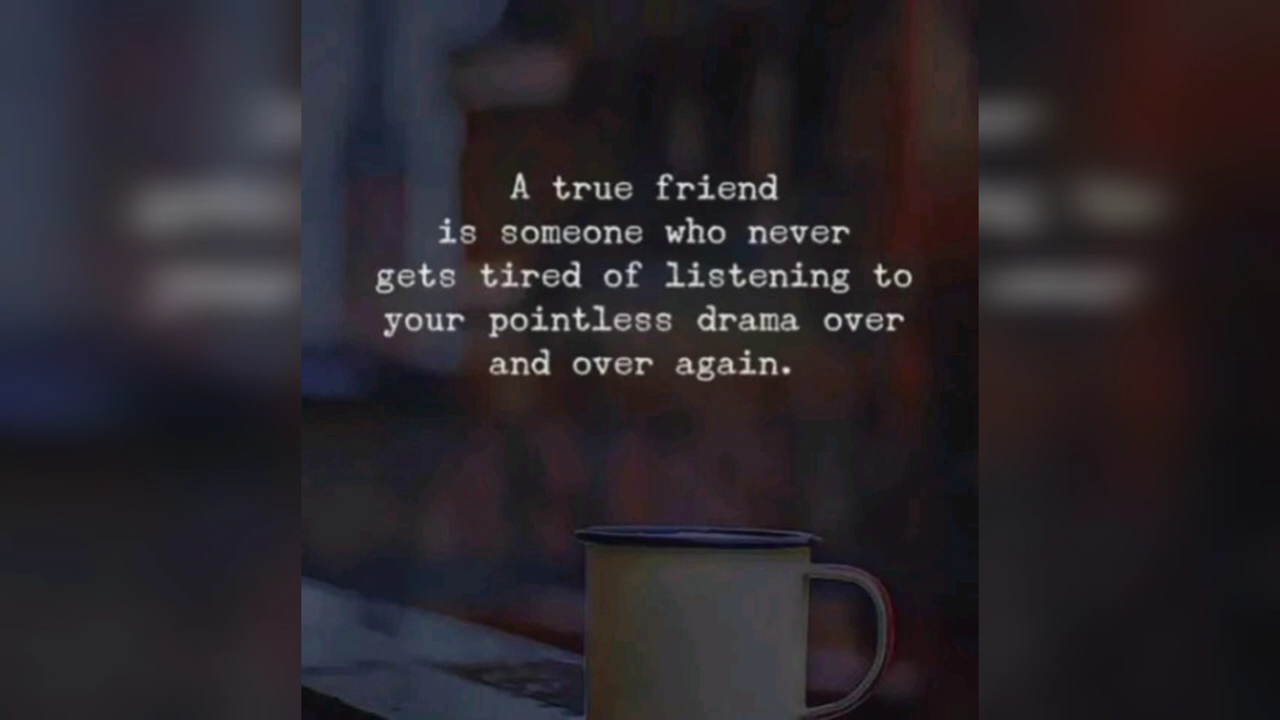 A true friend
is someone who never
gets tired of listening to
your pointless drama over
and over again.